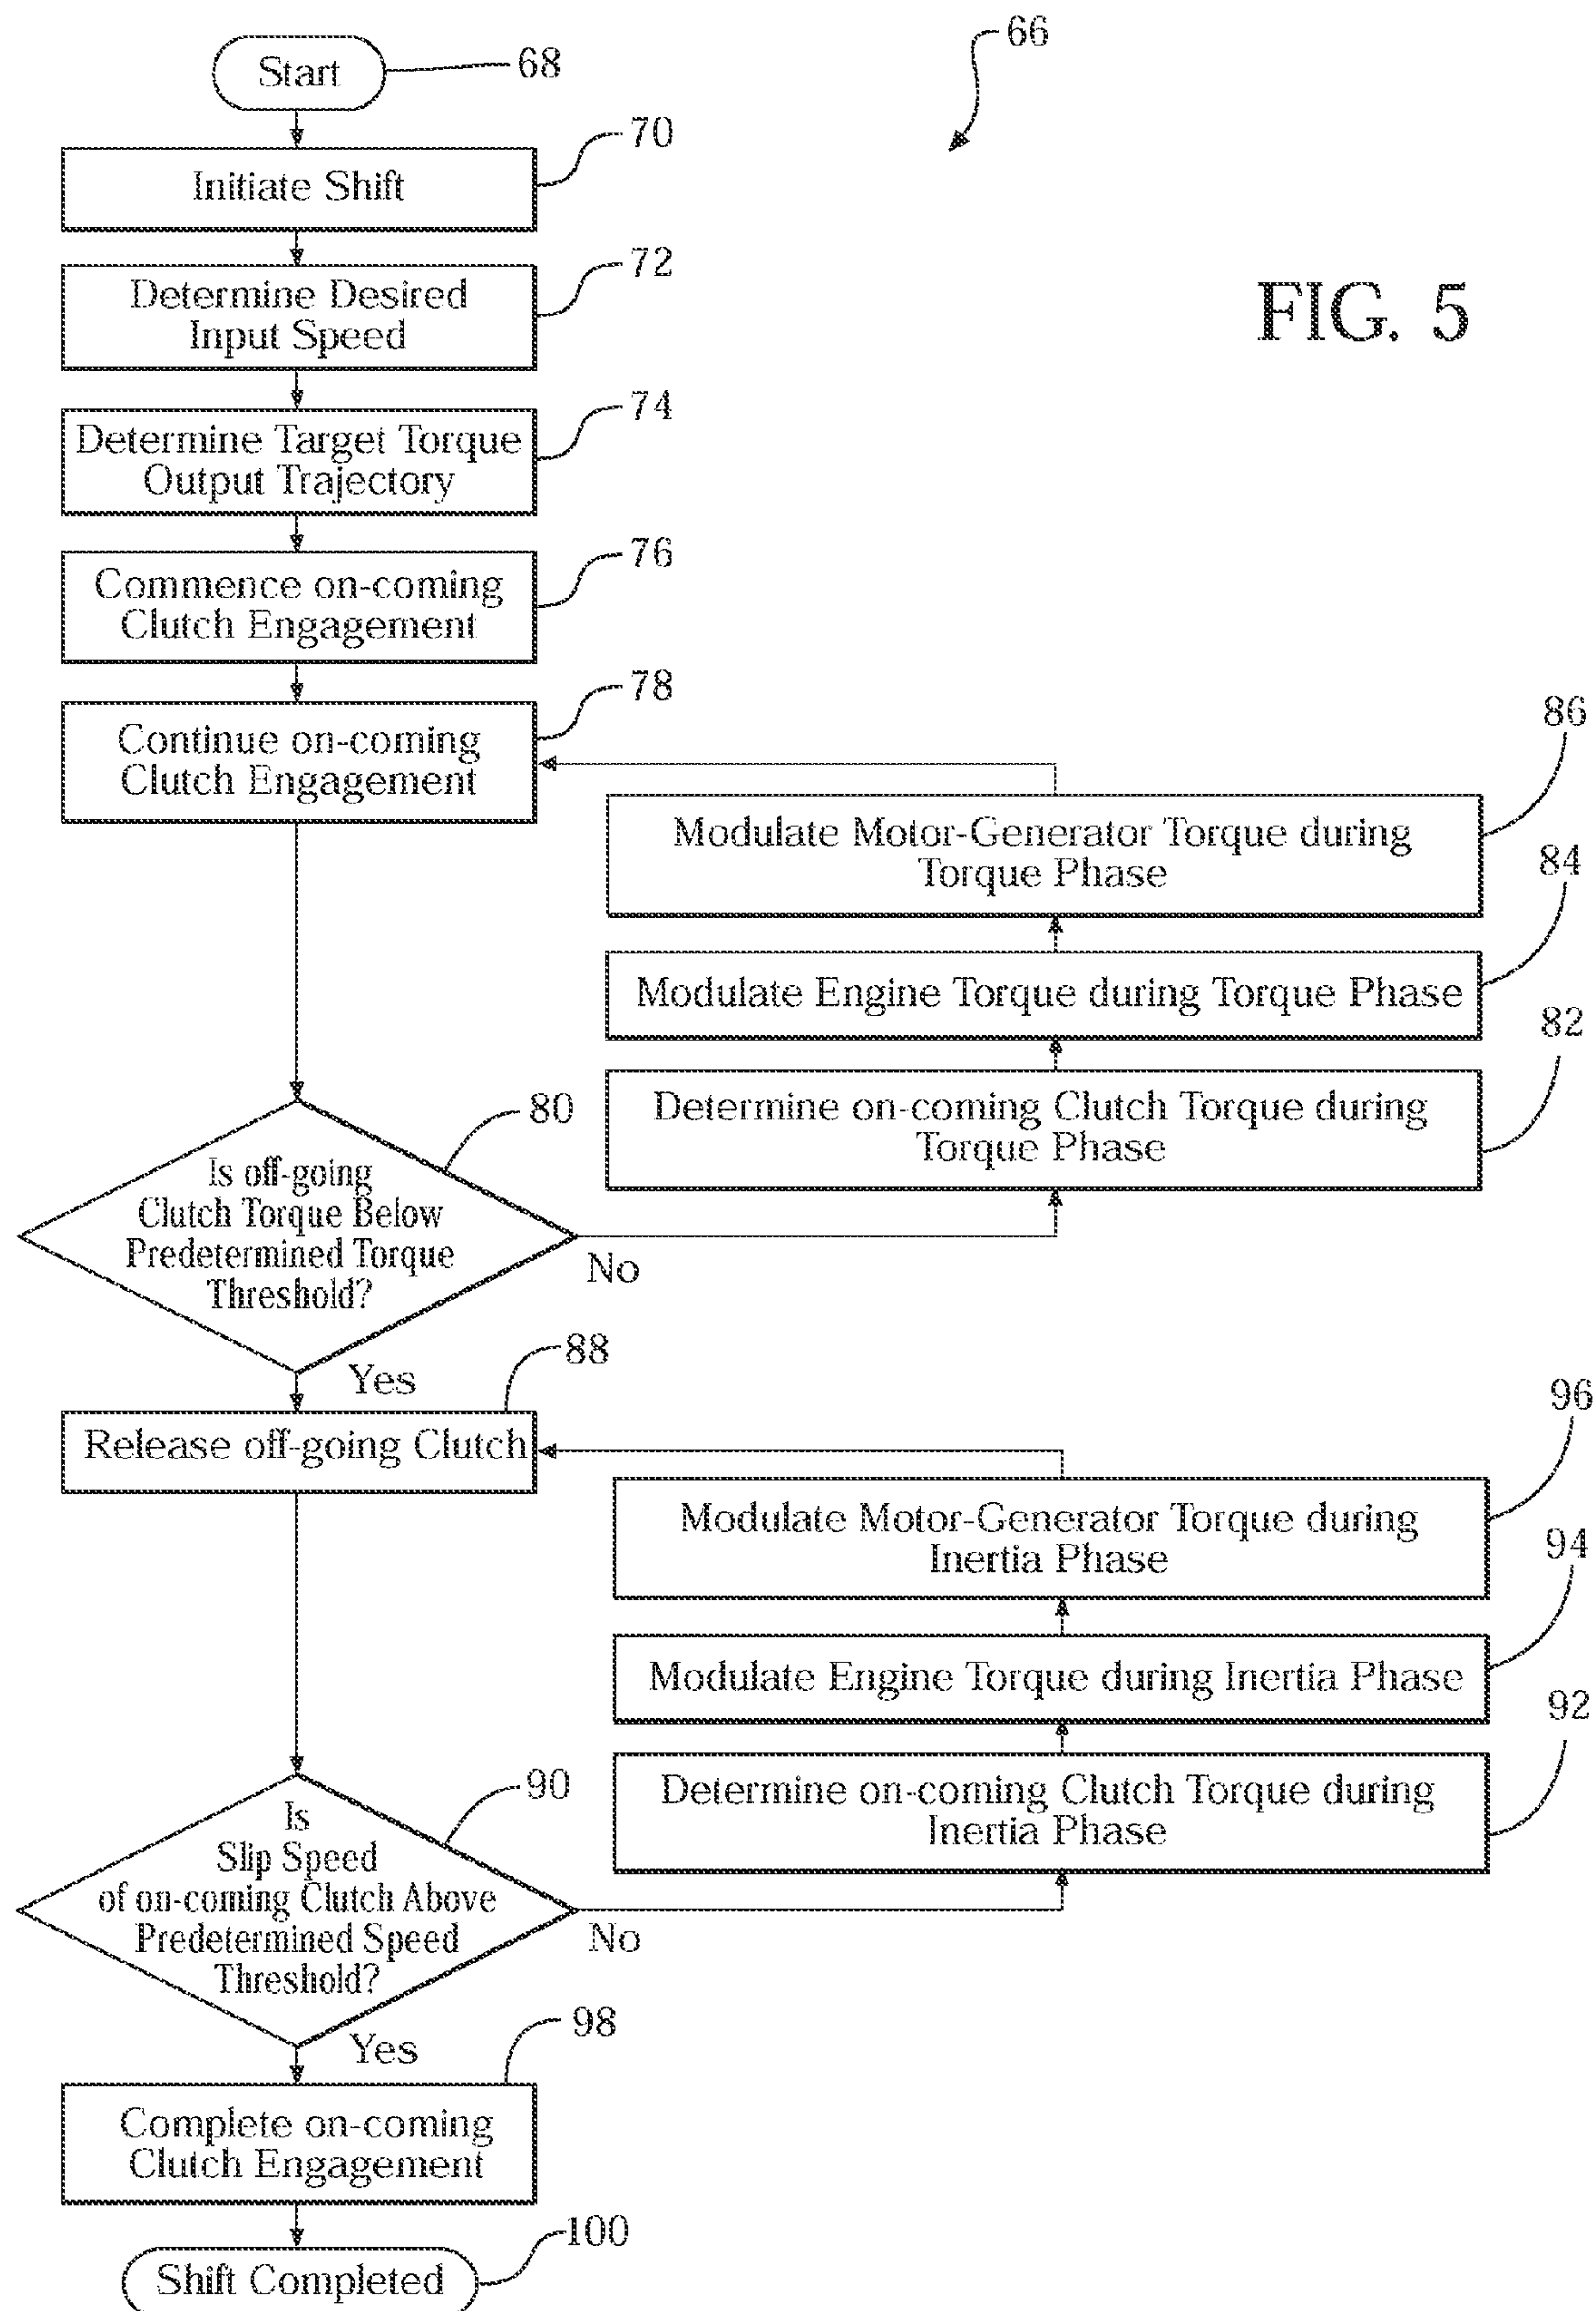 66
Start
68
70
Initiate Shift
72
Determine Desired
Input Speed
FIG. 5
74
Determine Target Torque
Output Trajectory
76
Commence on-coming
Clutch Engagement
78
Continue on-coming
Clutch Engagement
86
Modulate Motor-Generator Torque during
Torque Phase
84
Modulate Engine Torque during Torque Phase
82
Determine on-coming Clutch Torque during
Torque Phase
80
Is off-going
Clutch Torque Below
Predetermined Torque
Threshold?
No
Yes
88
Release off-going Clutch
96
Modulate Motor-Generator Torque during
Inertia Phase
94
Modulate Engine Torque during Inertia Phase
92
Determine on-coming Clutch Torque during
Inertia Phase
90
Is
Slip Speed
of on-coming Clutch Above
Predetermined Speed
Threshold?
No
Yes
98
Complete on-coming
Clutch Engagement
100
Shift Completed